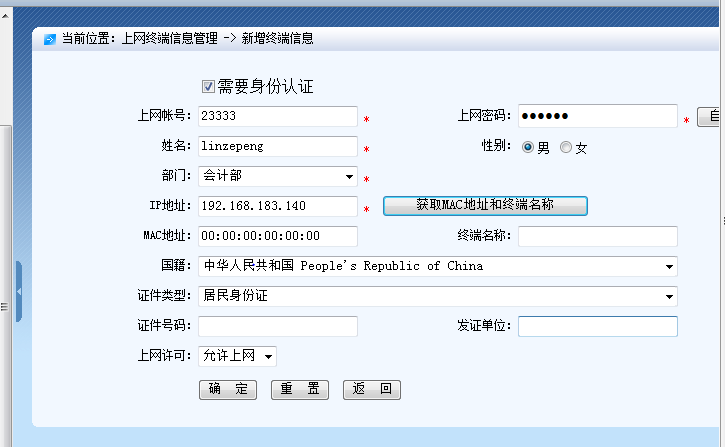 当前位置：上网终端信息管理 -> 新增终端信息
需要身份认证
上网帐号： 23333 * 上网密码： ●●●●●● *
姓名： linzepeng * 性别： 男 女
部门： 会计部 *
IP地址： 192.168.183.140 * 获取MAC地址和终端名称
MAC地址： 00:00:00:00:00:00 终端名称：
国籍： 中华人民共和国 People's Republic of China
证件类型： 居民身份证
证件号码： 发证单位：
上网许可： 允许上网
确 定 重 置 返 回